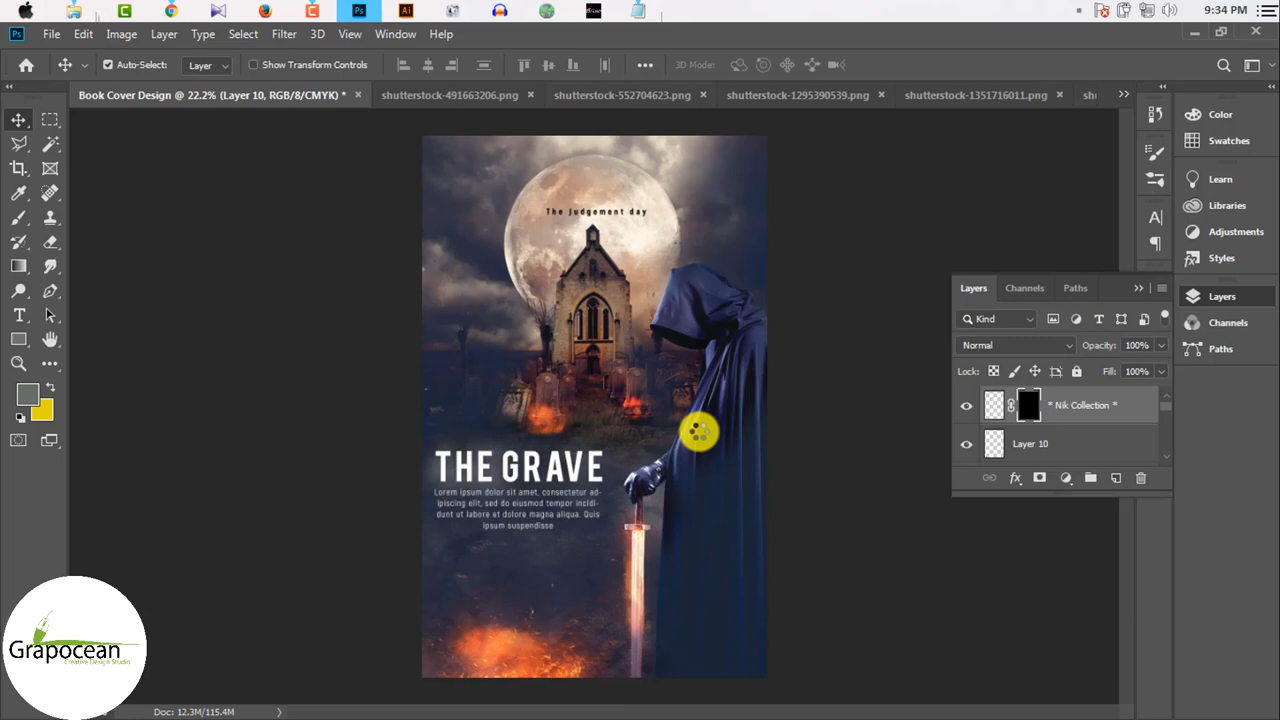 9:34 PM
Ps
Ai
File Edit Image Layer Type Select Filter 3D View Window Help
Auto-Select: Layer Show Transform Controls 3D Mode:
Book Cover Design @ 22.2% (Layer 10, RGB/8/CMYK) *
shutterstock-491663206.png
shutterstock-552704623.png
shutterstock-1295390539.png
shutterstock-1351716011.png
shu
Color
Swatches
Learn
Libraries
Adjustments
Styles
Layers
Channels
Paths
Layers Channels Paths
Kind
Normal Opacity: 100%
Lock: Fill: 100%
* Nik Collection *
Layer 10
fx
The Judgement day
THE GRAVE
Lorem ipsum dolor sit amet, consectetur ad-
ipiscing elit, sed do eiusmod tempor incidi-
dunt ut labore at dolore magna aliqua. Quis
ipsum suspendisse
Grapocean
Creative Design Studio
Doc: 12.3M/115.4M